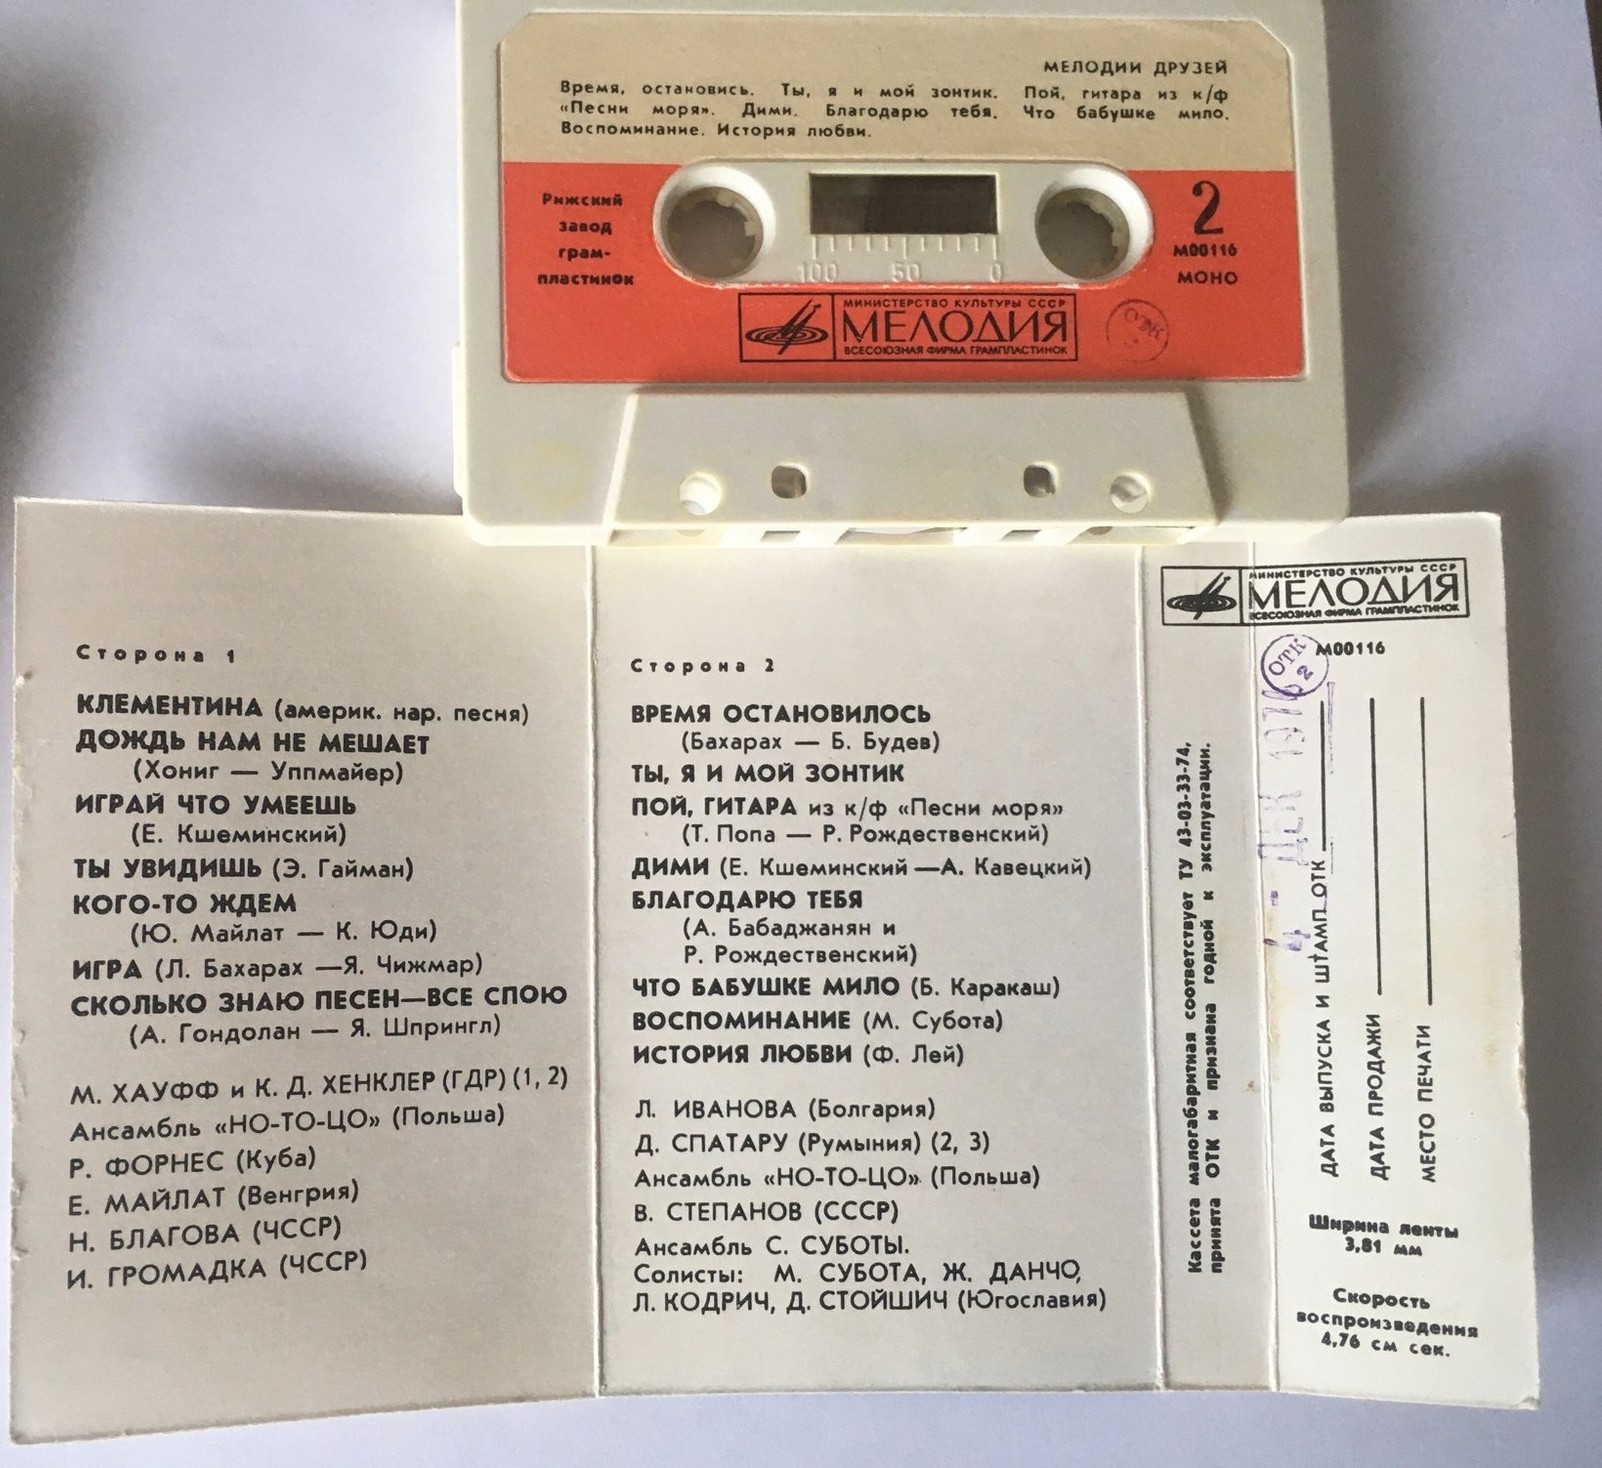 МЕЛОДИИ ДРУЗЕЙ
Время, остановись. Ты, я и мой зонтик. Пой, гитара из к/ф
«Песни моря». Дими. Благодарю тебя. Что бабушке мило.
Воспоминание. История любви.
Рижский
завод
грам-
пластинок
100 50 0
2
М00116
МОНО
МИНИСТЕРСТВО КУЛЬТУРЫ СССР
МЕЛОДИЯ
ВСЕСОЮЗНАЯ ФИРМА ГРАМПЛАСТИНОК
ОТК
Сторона 1
КЛЕМЕНТИНА (америк. нар. песня)
ДОЖДЬ НАМ НЕ МЕШАЕТ
(Хониг — Уппмайер)
ИГРАЙ ЧТО УМЕЕШЬ
(Е. Кшеминский)
ТЫ УВИДИШЬ (Э. Гайман)
КОГО-ТО ЖДЕМ
(Ю. Майлат — К. Юди)
ИГРА (Л. Бахарах —Я. Чижмар)
СКОЛЬКО ЗНАЮ ПЕСЕН—ВСЕ СПОЮ
(А. Гондолан — Я. Шпрингл)
М. ХАУФФ и К. Д. ХЕНКЛЕР (ГДР) (1, 2)
Ансамбль «НО-ТО-ЦО» (Польша)
Р. ФОРНЕС (Куба)
Е. МАЙЛАТ (Венгрия)
Н. БЛАГОВА (ЧССР)
И. ГРОМАДКА (ЧССР)
Сторона 2
ВРЕМЯ ОСТАНОВИЛОСЬ
(Бахарах — Б. Будев)
ТЫ, Я И МОЙ ЗОНТИК
ПОЙ, ГИТАРА из к/ф «Песни моря»
(Т. Попа — Р. Рождественский)
ДИМИ (Е. Кшеминский —А. Кавецкий)
БЛАГОДАРЮ ТЕБЯ
(А. Бабаджанян и
Р. Рождественский)
ЧТО БАБУШКЕ МИЛО (Б. Каракаш)
ВОСПОМИНАНИЕ (М. Субота)
ИСТОРИЯ ЛЮБВИ (Ф. Лей)
Л. ИВАНОВА (Болгария)
Д. СПАТАРУ (Румыния) (2, 3)
Ансамбль «НО-ТО-ЦО» (Польша)
В. СТЕПАНОВ (СССР)
Ансамбль С. СУБОТЫ.
Солисты: М. СУБОТА, Ж. ДАНЧО,
Л. КОДРИЧ, Д. СТОЙШИЧ (Югославия)
Кассета малогабаритная соответствует ТУ 43-03-33-74,
принята ОТК и признана годной к эксплуатации.
МИНИСТЕРСТВО КУЛЬТУРЫ СССР
МЕЛОДИЯ
ВСЕСОЮЗНАЯ ФИРМА ГРАМПЛАСТИНОК
М00116
ОТК
2
4 - ДЕК 1976
ДАТА ВЫПУСКА И ШТАМП ОТК
ДАТА ПРОДАЖИ
МЕСТО ПЕЧАТИ
Ширина ленты
3,81 мм
Скорость
воспроизведения
4,76 см сек.